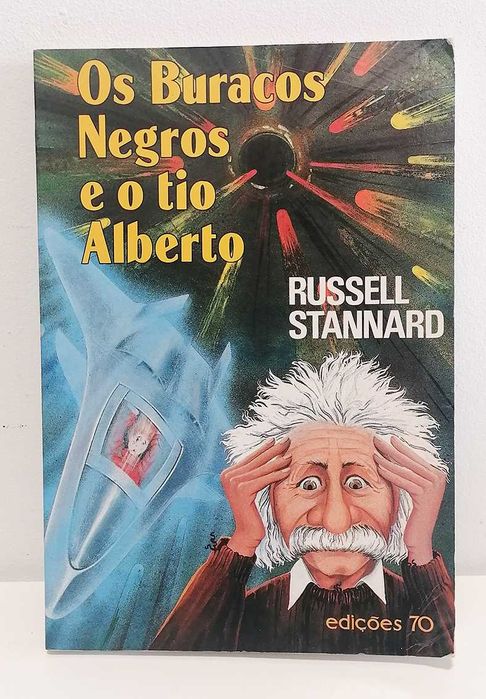 Os Buracos
Negros
e o tio
Alberto
RUSSELL
STANNARD
edições 70